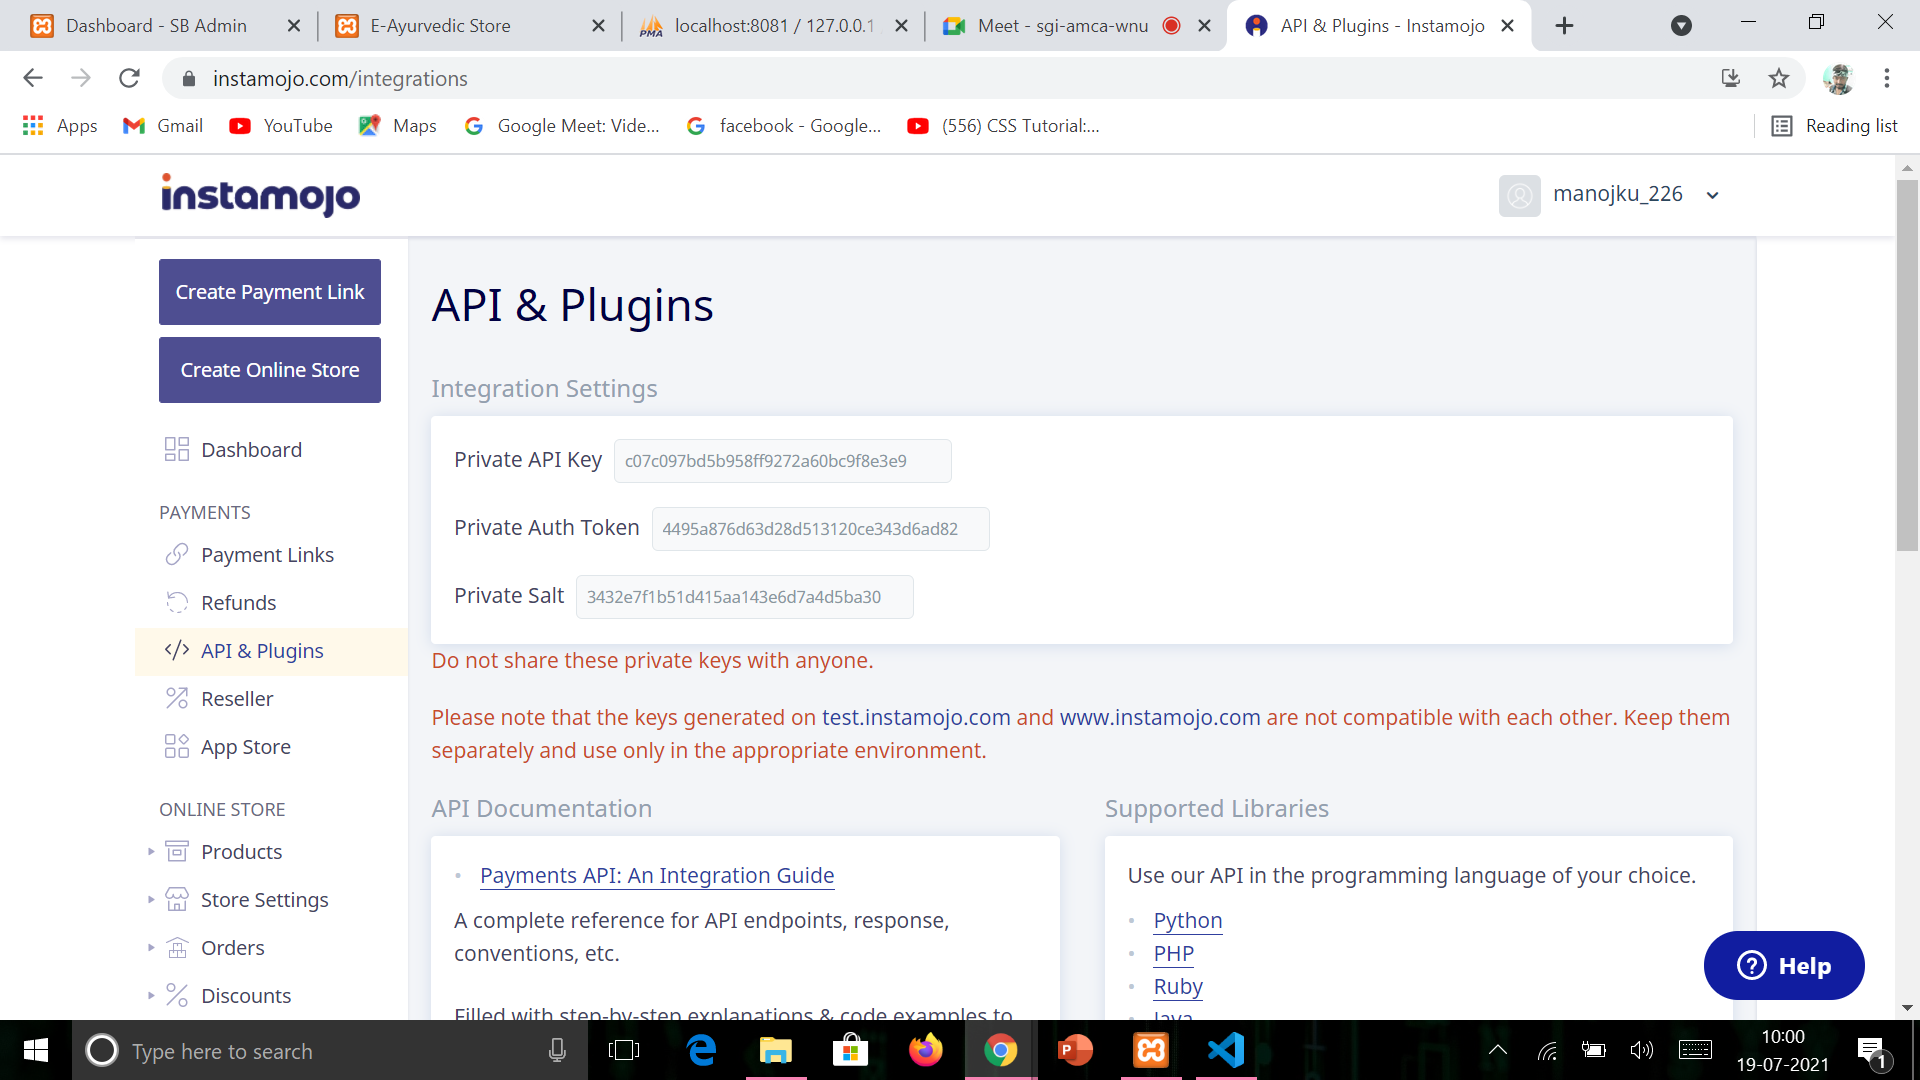 Dashboard - SB Admin
E-Ayurvedic Store
localhost:8081 / 127.0.0.1
Meet - sgi-amca-wnu
API & Plugins - Instamojo
instamojo.com/integrations
Apps
Gmail
YouTube
Maps
Google Meet: Vide...
facebook - Google...
(556) CSS Tutorial:...
Reading list
instamojo
manojku_226
Create Payment Link
Create Online Store
Dashboard
PAYMENTS
Payment Links
Refunds
API & Plugins
Reseller
App Store
ONLINE STORE
Products
Store Settings
Orders
Discounts
API & Plugins
Integration Settings
Private API Key c07c097bd5b958ff9272a60bc9f8e3e9
Private Auth Token 4495a876d63d28d513120ce343d6ad82
Private Salt 3432e7f1b51d415aa143e6d7a4d5ba30
Do not share these private keys with anyone.
Please note that the keys generated on test.instamojo.com and www.instamojo.com are not compatible with each other. Keep them
separately and use only in the appropriate environment.
API Documentation
Payments API: An Integration Guide
A complete reference for API endpoints, response,
conventions, etc.
Filled with step-by-step explanations & code examples to
Supported Libraries
Use our API in the programming language of your choice.
Python
PHP
Ruby
Java
Help
Type here to search
10:00
19-07-2021
1